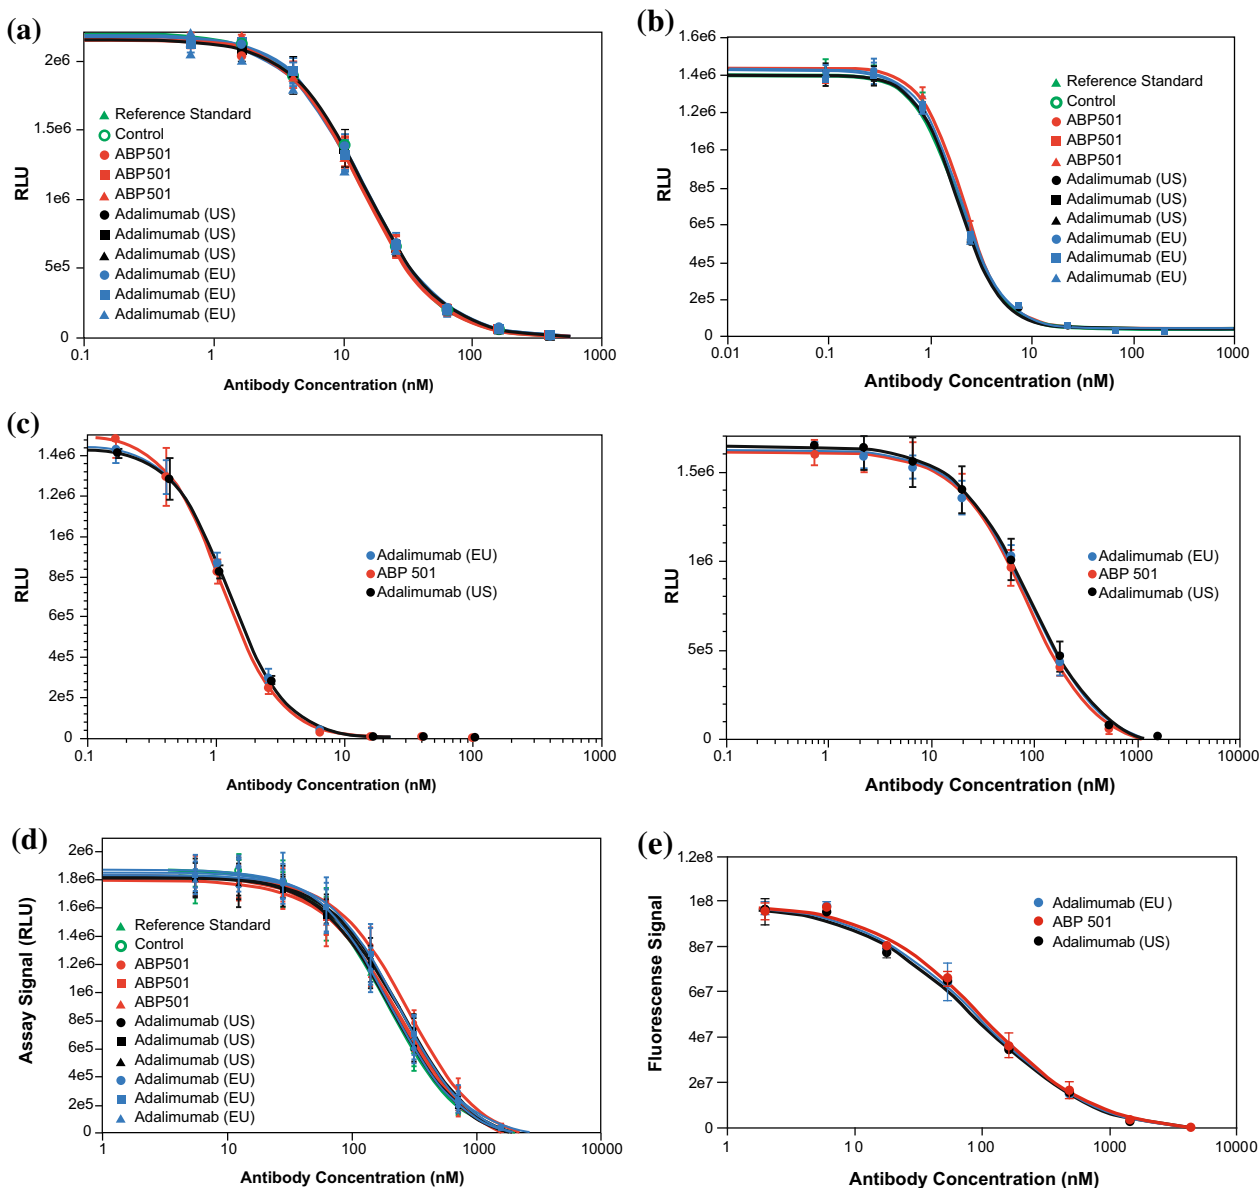 (a)
2e6
1.5e6
1e6
5e5
0
RLU
Reference Standard
Control
ABP501
ABP501
ABP501
Adalimumab (US)
Adalimumab (US)
Adalimumab (US)
Adalimumab (EU)
Adalimumab (EU)
Adalimumab (EU)
0.1 1 10 100 1000
Antibody Concentration (nM)
(b)
1.6e6
1.4e6
1.2e6
1e6
8e5
6e5
4e5
2e5
0
RLU
Reference Standard
Control
ABP501
ABP501
ABP501
Adalimumab (US)
Adalimumab (US)
Adalimumab (US)
Adalimumab (EU)
Adalimumab (EU)
Adalimumab (EU)
0.01 0.1 1 10 100 1000
Antibody Concentration (nM)
(c)
1.4e6
1.2e6
1e6
8e5
6e5
4e5
2e5
0
RLU
Adalimumab (EU)
ABP 501
Adalimumab (US)
0.1 1 10 100 1000
Antibody Concentration (nM)
1.5e6
1e6
5e5
0
RLU
Adalimumab (EU)
ABP 501
Adalimumab (US)
0.1 1 10 100 1000 10000
Antibody Concentration (nM)
(d)
2e6
1.8e6
1.6e6
1.4e6
1.2e6
1e6
8e5
6e5
4e5
2e5
0
Assay Signal (RLU)
Reference Standard
Control
ABP501
ABP501
ABP501
Adalimumab (US)
Adalimumab (US)
Adalimumab (US)
Adalimumab (EU)
Adalimumab (EU)
Adalimumab (EU)
1 10 100 1000 10000
Antibody Concentration (nM)
(e)
1.2e8
1e8
8e7
6e7
4e7
2e7
0
Fluorescence Signal
Adalimumab (EU)
ABP 501
Adalimumab (US)
1 10 100 1000 10000
Antibody Concentration (nM)